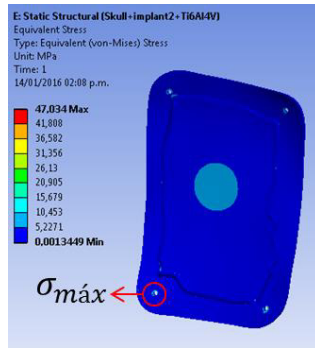 E: Static Structural (Skull+implant2+Ti6Al4V)
Equivalent Stress
Type: Equivalent (von-Mises) Stress
Unit: MPa
Time: 1
14/01/2016 02:08 p.m.
47,034 Max
41,808
36,582
31,356
26,13
20,905
15,679
10,453
5,2271
0,0013449 Min
σmáx